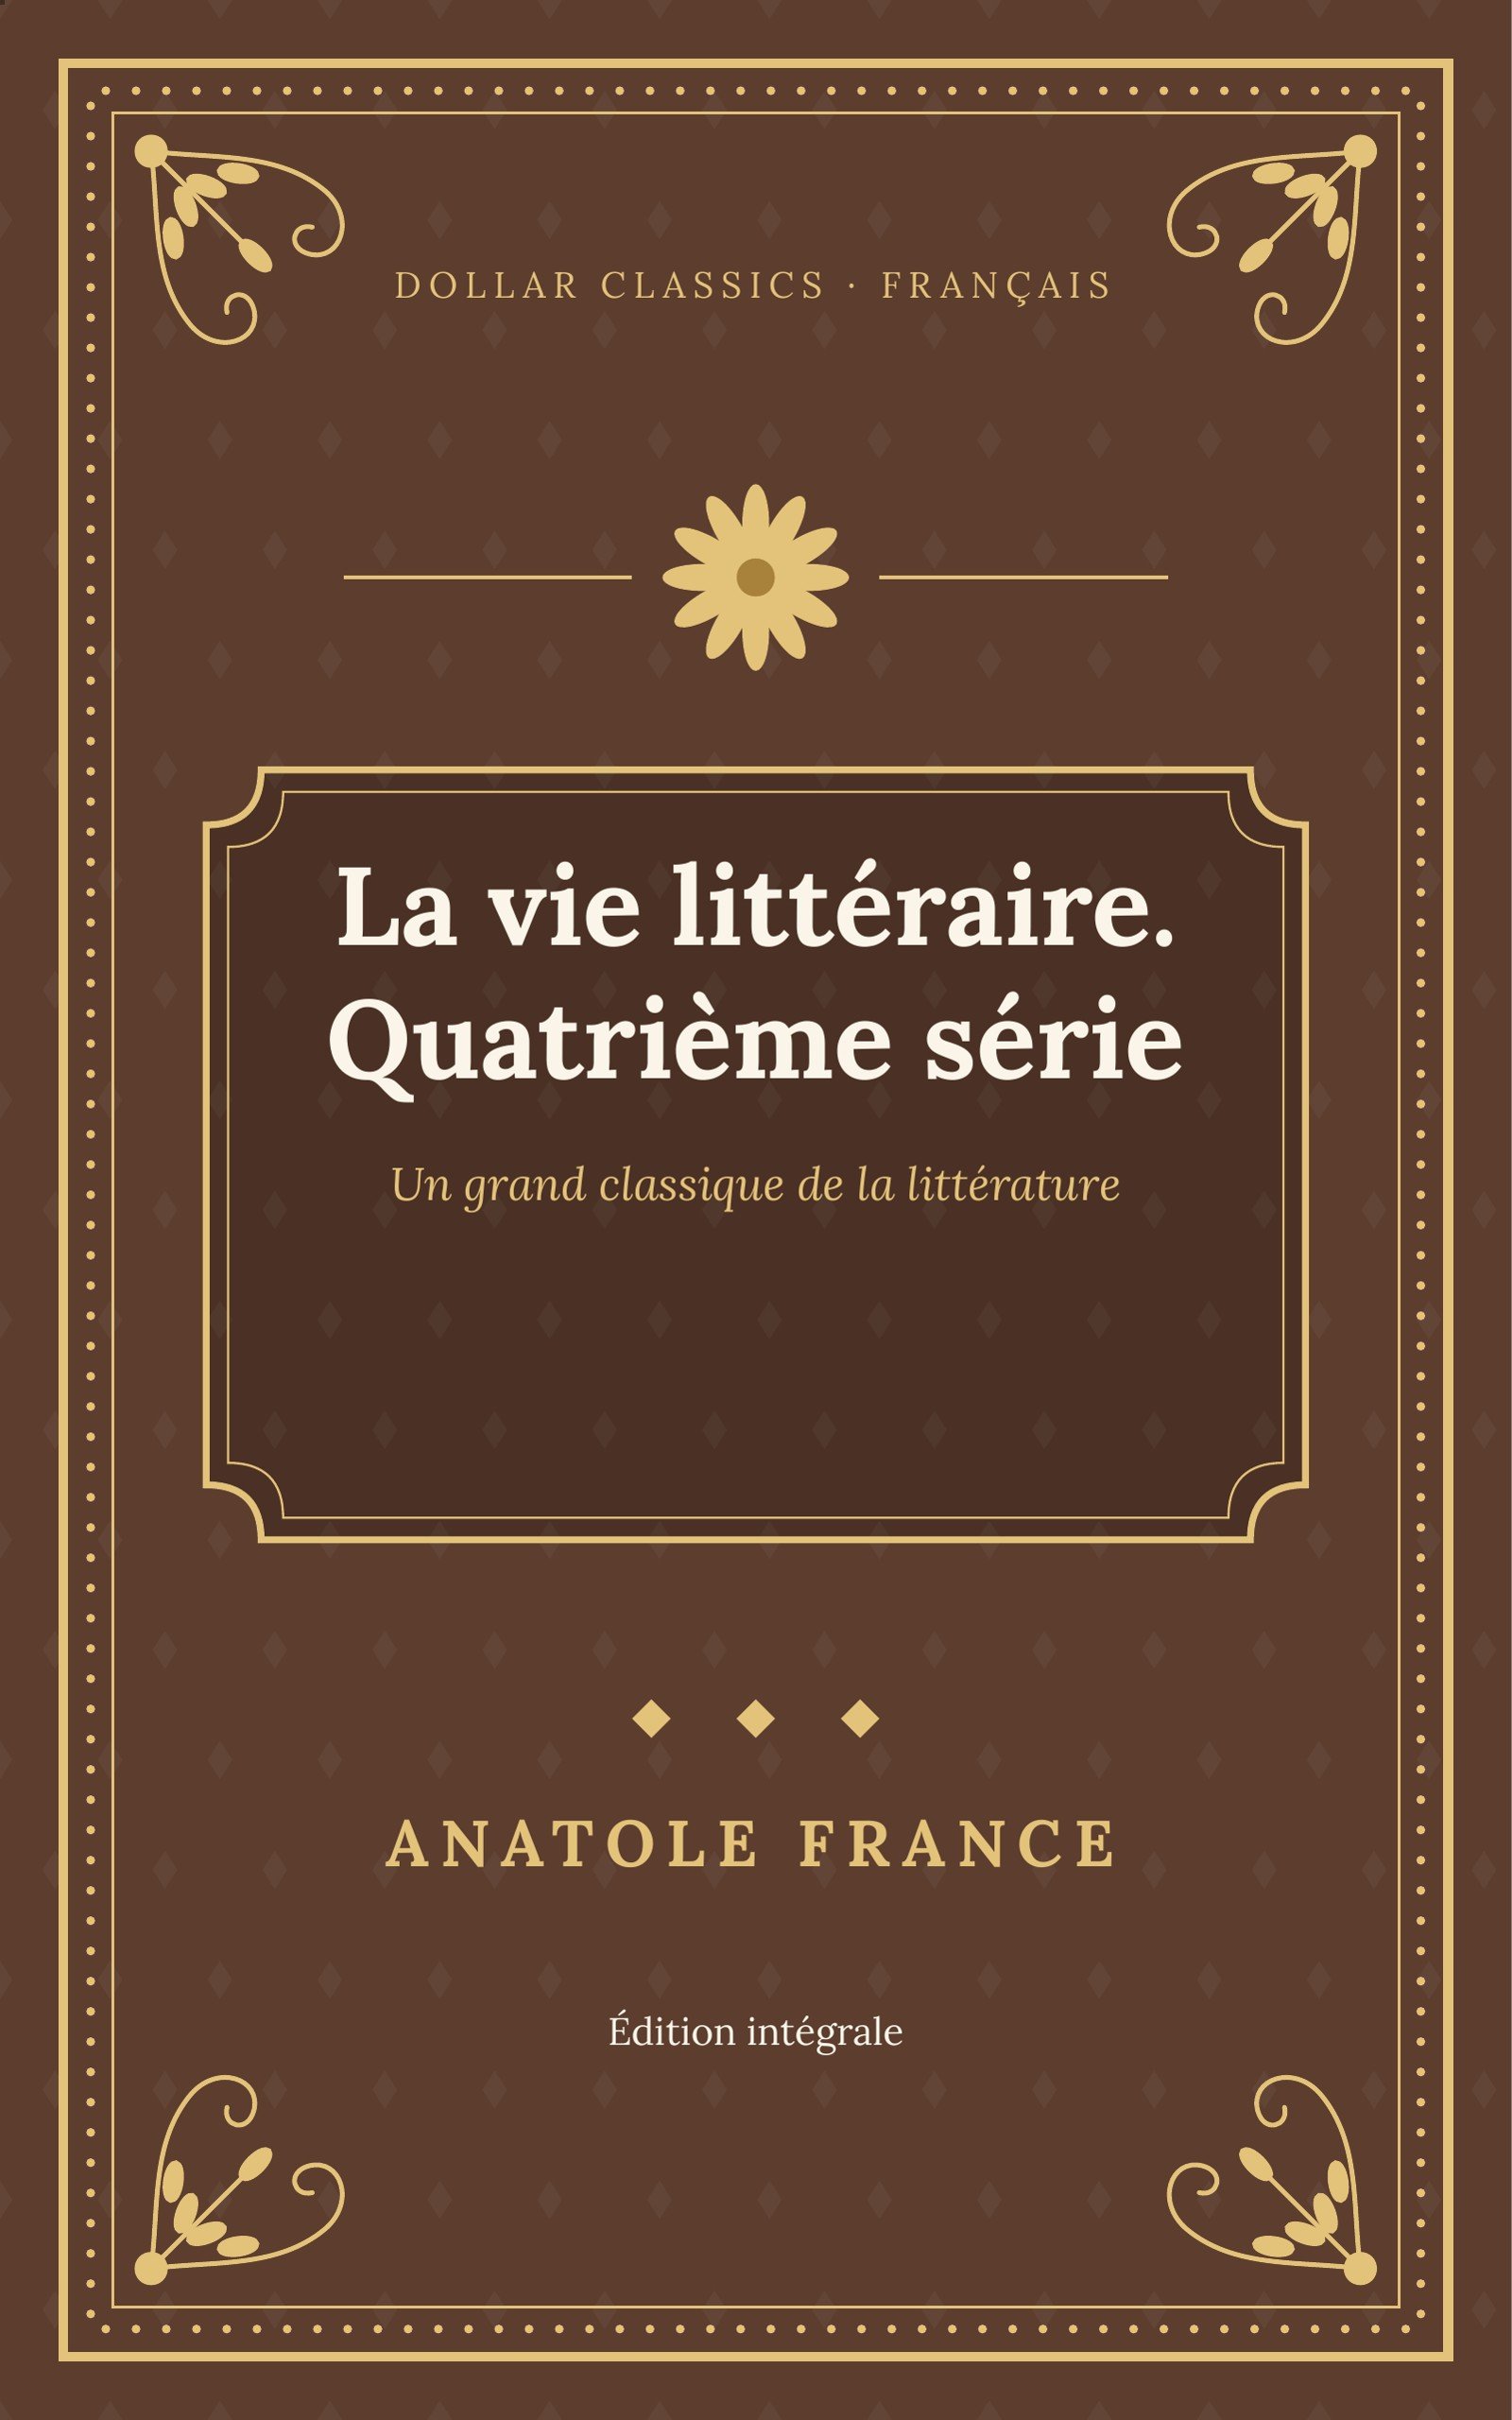 DOLLAR CLASSICS · FRANÇAIS
La vie littéraire.
Quatrième série
Un grand classique de la littérature
ANATOLE FRANCE
Édition intégrale